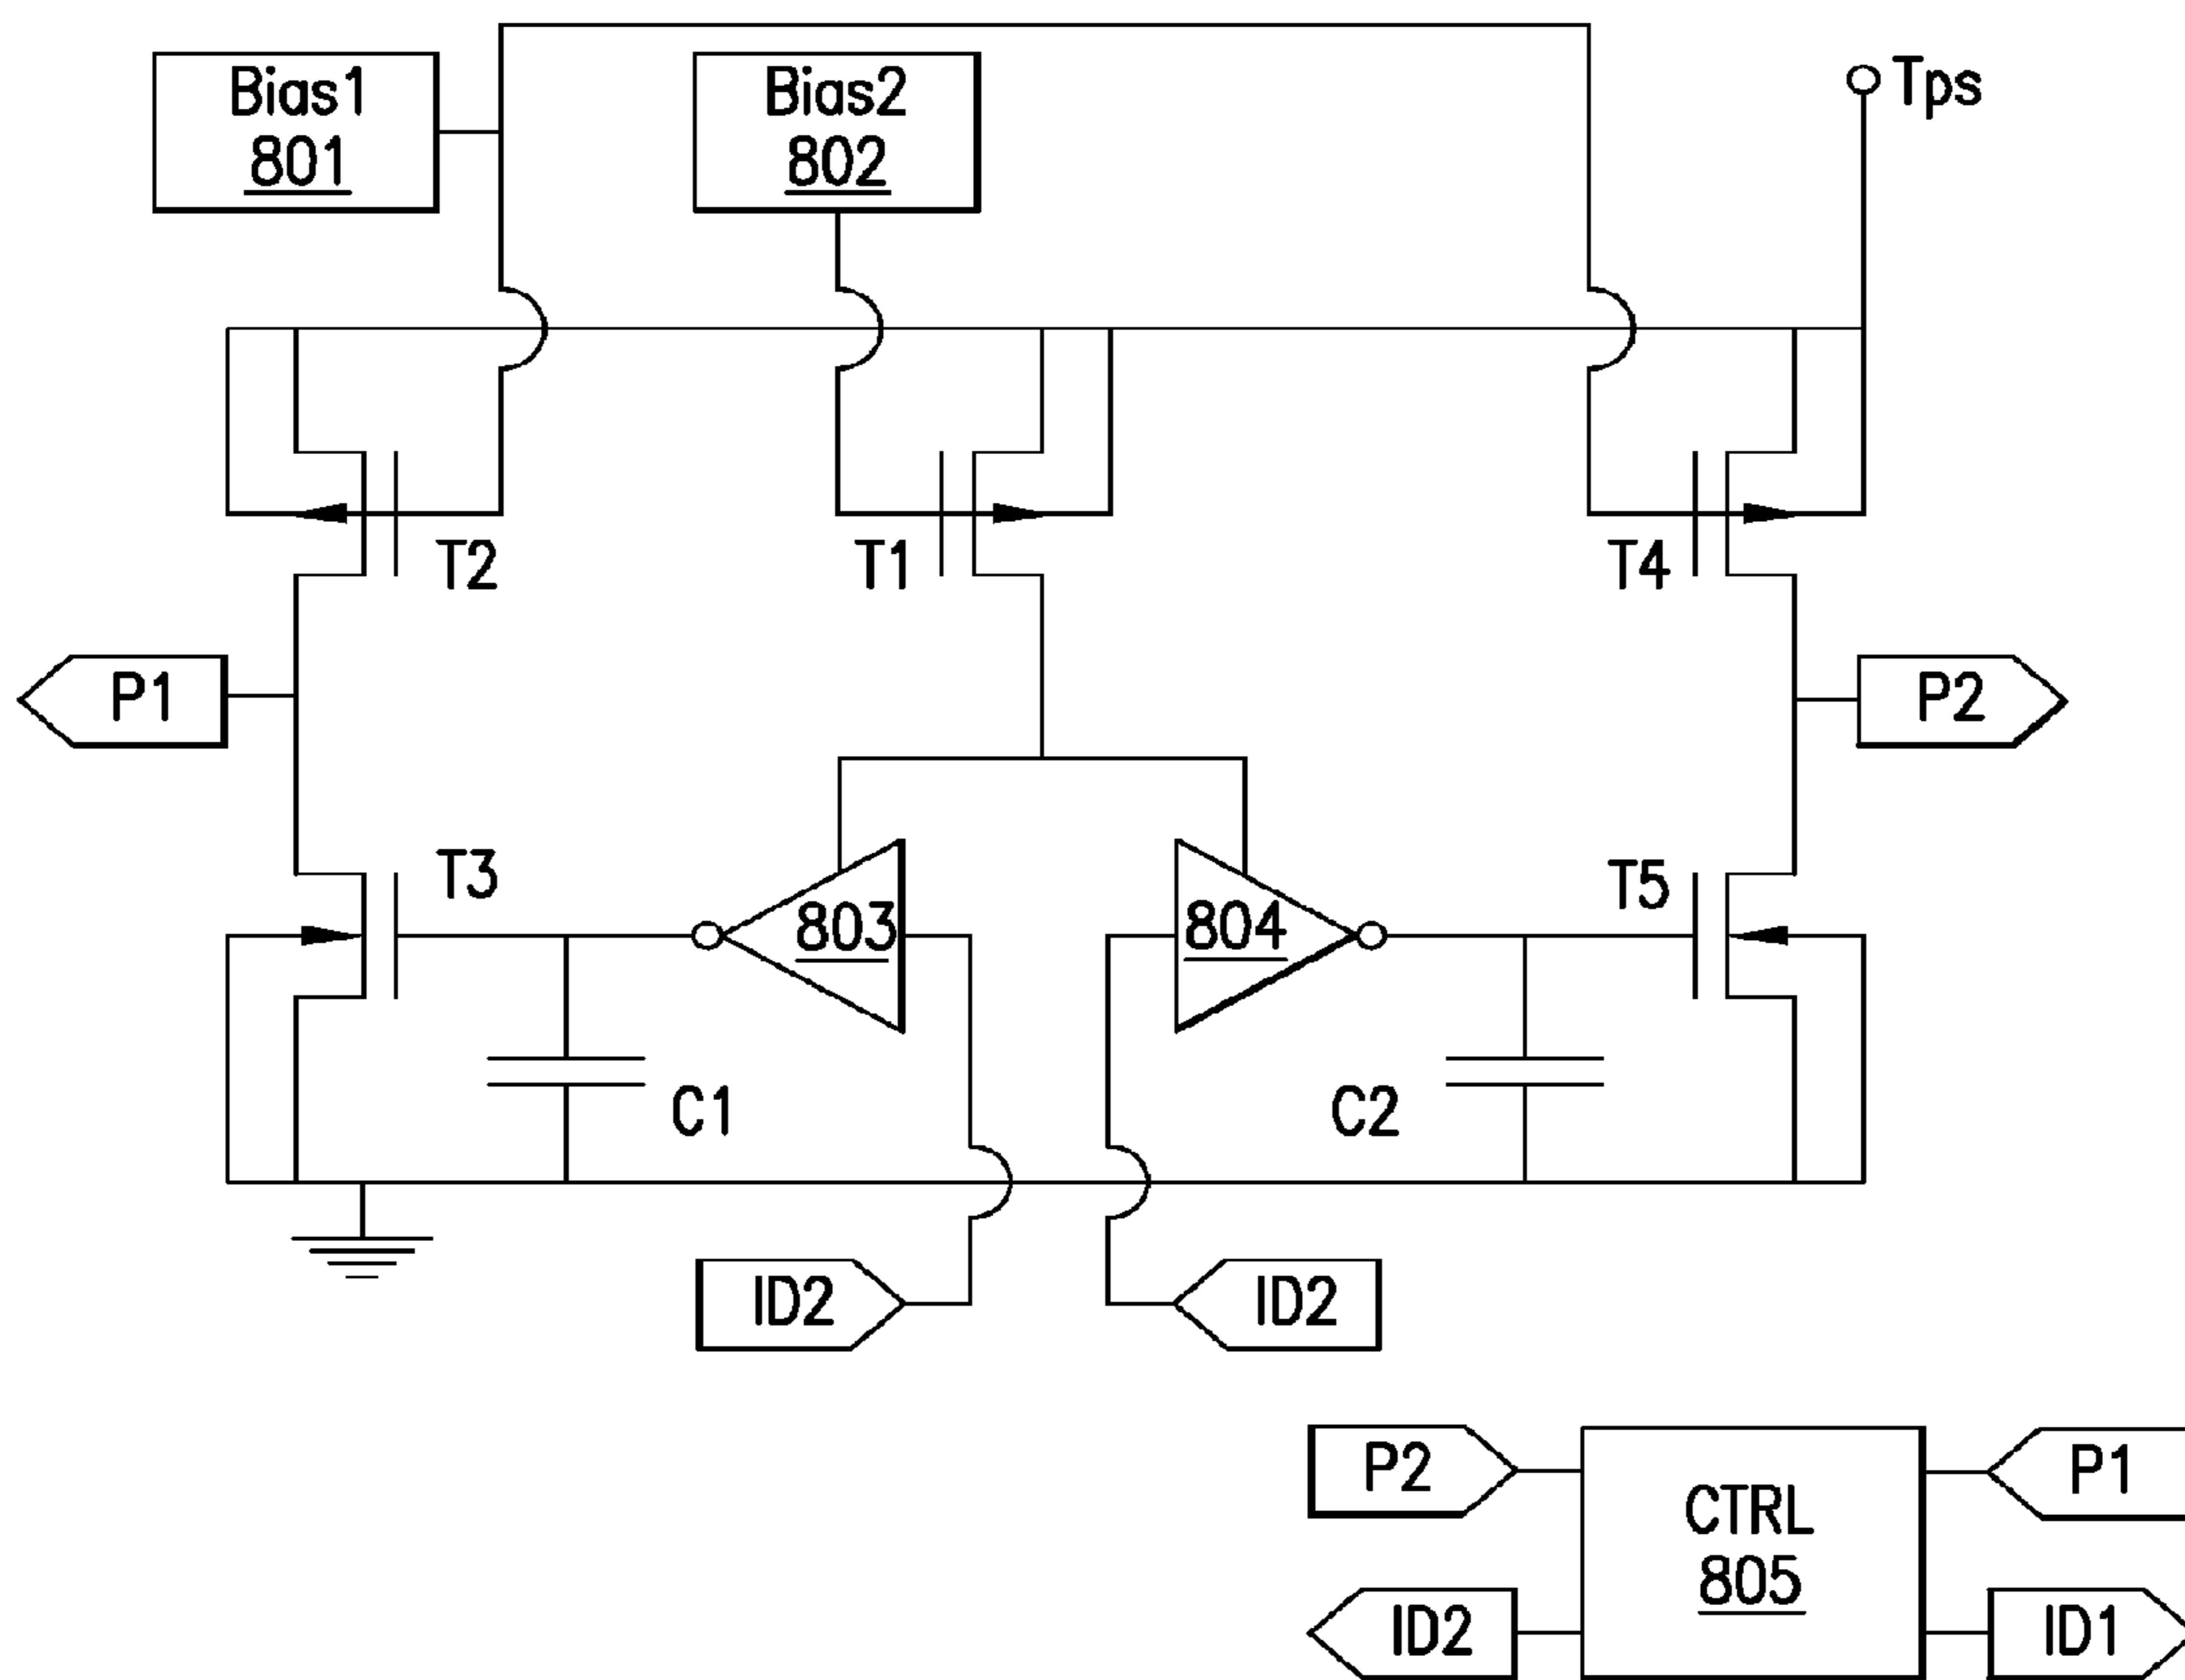 Bias1
801
Bias2
802
Tps
T2
T1
T4
P1
P2
T3
803
804
T5
C1
C2
ID2
ID2
P2
CTRL
805
P1
ID2
ID1